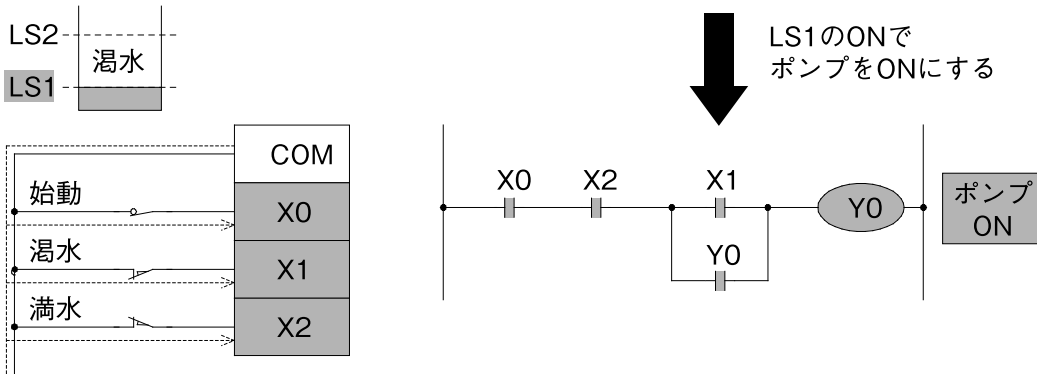 LS2
渇水
LS1
LS1のONで
ポンプをONにする
COM
始動
X0
渇水
X1
満水
X2
X0
X2
X1
Y0
Y0
ポンプ
ON